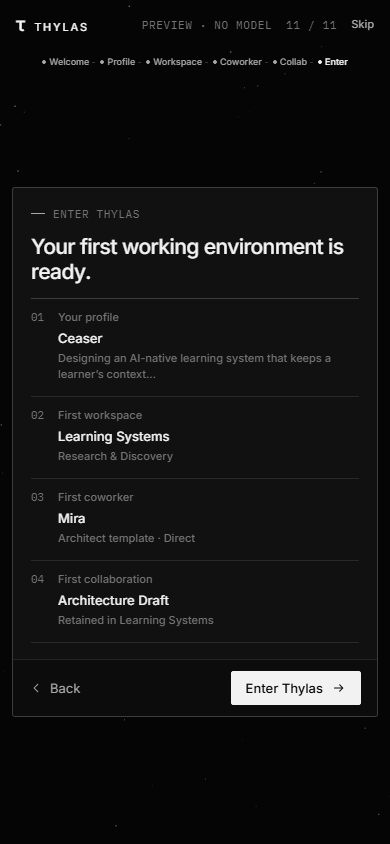 THYLAS PREVIEW · NO MODEL 11 / 11 Skip
Welcome Profile Workspace Coworker Collab Enter
ENTER THYLAS
Your first working environment is
ready.
01 Your profile
Ceaser
Designing an AI-native learning system that keeps a
learner's context...
02 First workspace
Learning Systems
Research & Discovery
03 First coworker
Mira
Architect template · Direct
04 First collaboration
Architecture Draft
Retained in Learning Systems
Back Enter Thylas